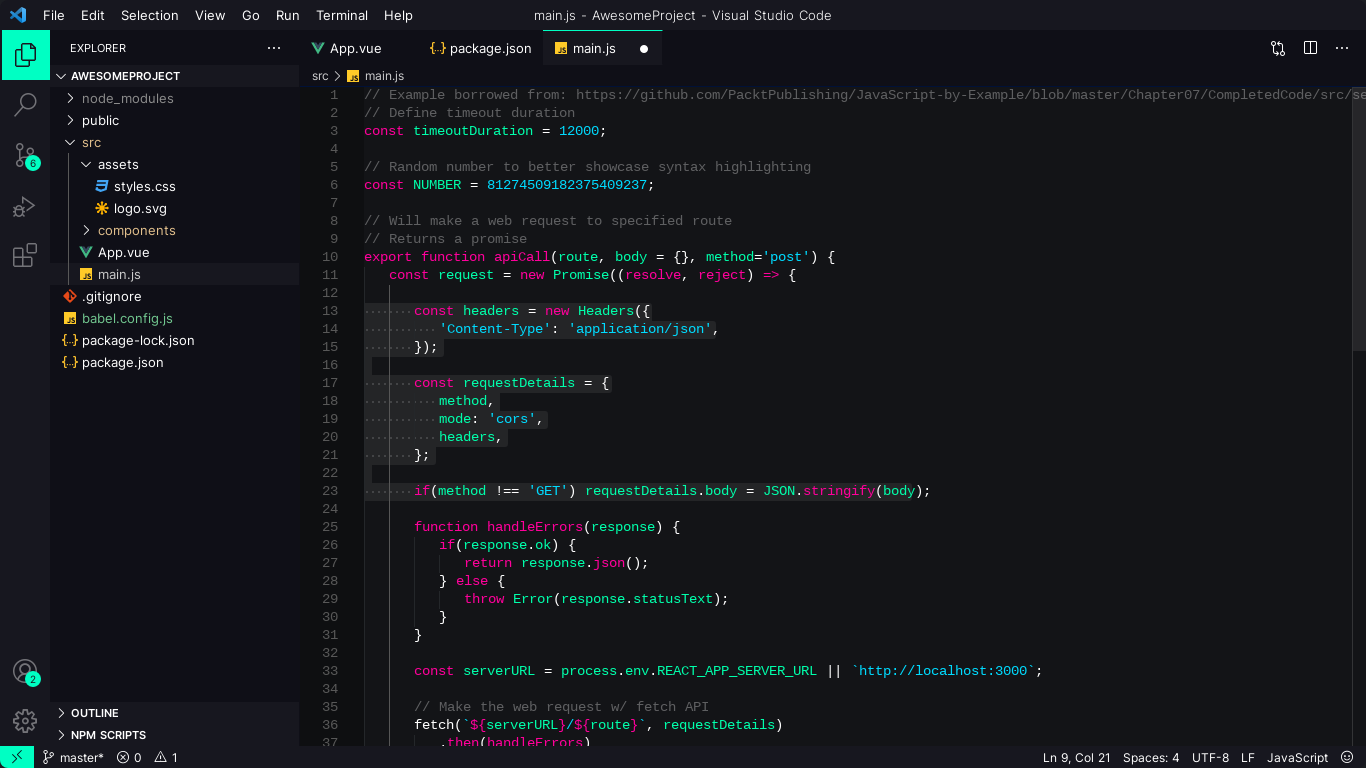 File Edit Selection View Go Run Terminal Help
main.js - AwesomeProject - Visual Studio Code
EXPLORER
AWESOMEPROJECT
node_modules
public
src
assets
styles.css
logo.svg
components
App.vue
main.js
.gitignore
babel.config.js
package-lock.json
package.json
OUTLINE
NPM SCRIPTS
6
2
App.vue package.json main.js
src main.js
1 // Example borrowed from: https://github.com/PacktPublishing/JavaScript-by-Example/blob/master/Chapter07/CompletedCode/src/se
2 // Define timeout duration
3 const timeoutDuration = 12000;
4
5 // Random number to better showcase syntax highlighting
6 const NUMBER = 81274509182375409237;
7
8 // Will make a web request to specified route
9 // Returns a promise
10 export function apiCall(route, body = {}, method='post') {
11 const request = new Promise((resolve, reject) => {
12
13 const headers = new Headers({
14 'Content-Type': 'application/json',
15 });
16
17 const requestDetails = {
18 method,
19 mode: 'cors',
20 headers,
21 };
22
23 if(method !== 'GET') requestDetails.body = JSON.stringify(body);
24
25 function handleErrors(response) {
26 if(response.ok) {
27 return response.json();
28 } else {
29 throw Error(response.statusText);
30 }
31 }
32
33 const serverURL = process.env.REACT_APP_SERVER_URL || `http://localhost:3000`;
34
35 // Make the web request w/ fetch API
36 fetch(`${serverURL}/${route}`, requestDetails)
37 .then(handleErrors)
master* 0 1
Ln 9, Col 21 Spaces: 4 UTF-8 LF JavaScript